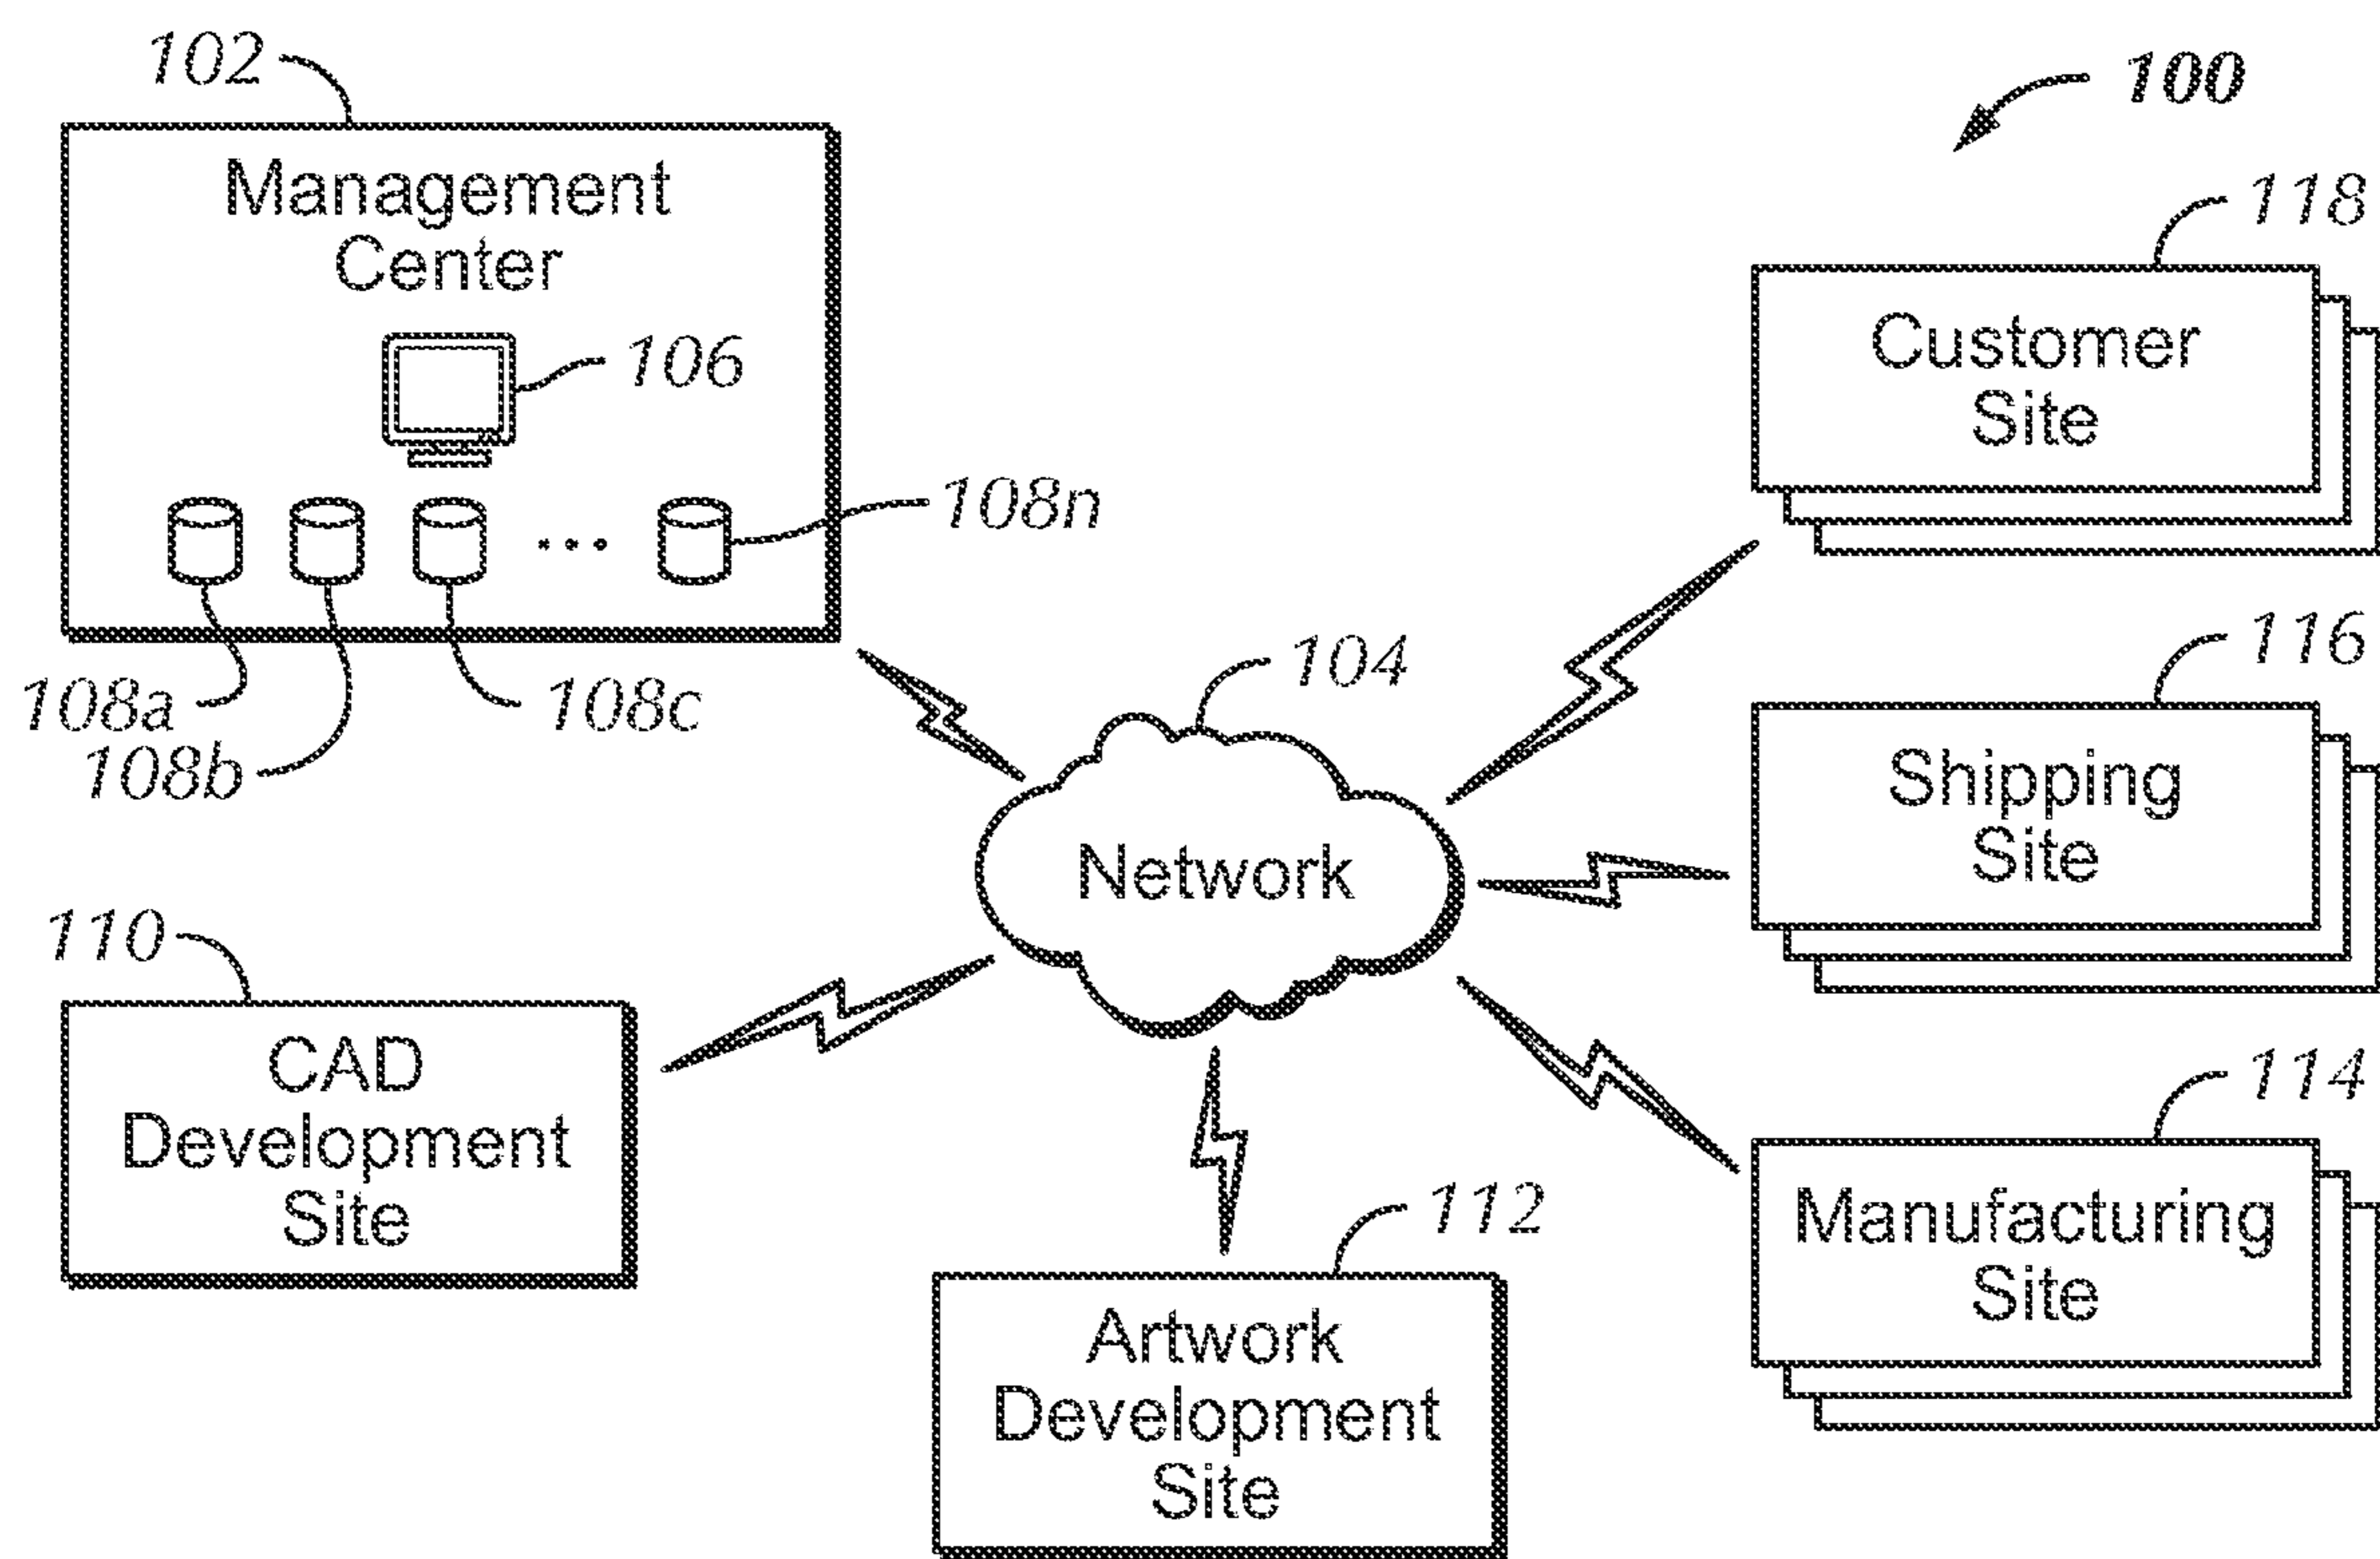 102
100
Management
Center
106
108n
108a
108b
108c
118
Customer
Site
104
Network
116
Shipping
Site
110
CAD
Development
Site
112
Artwork
Development
Site
114
Manufacturing
Site